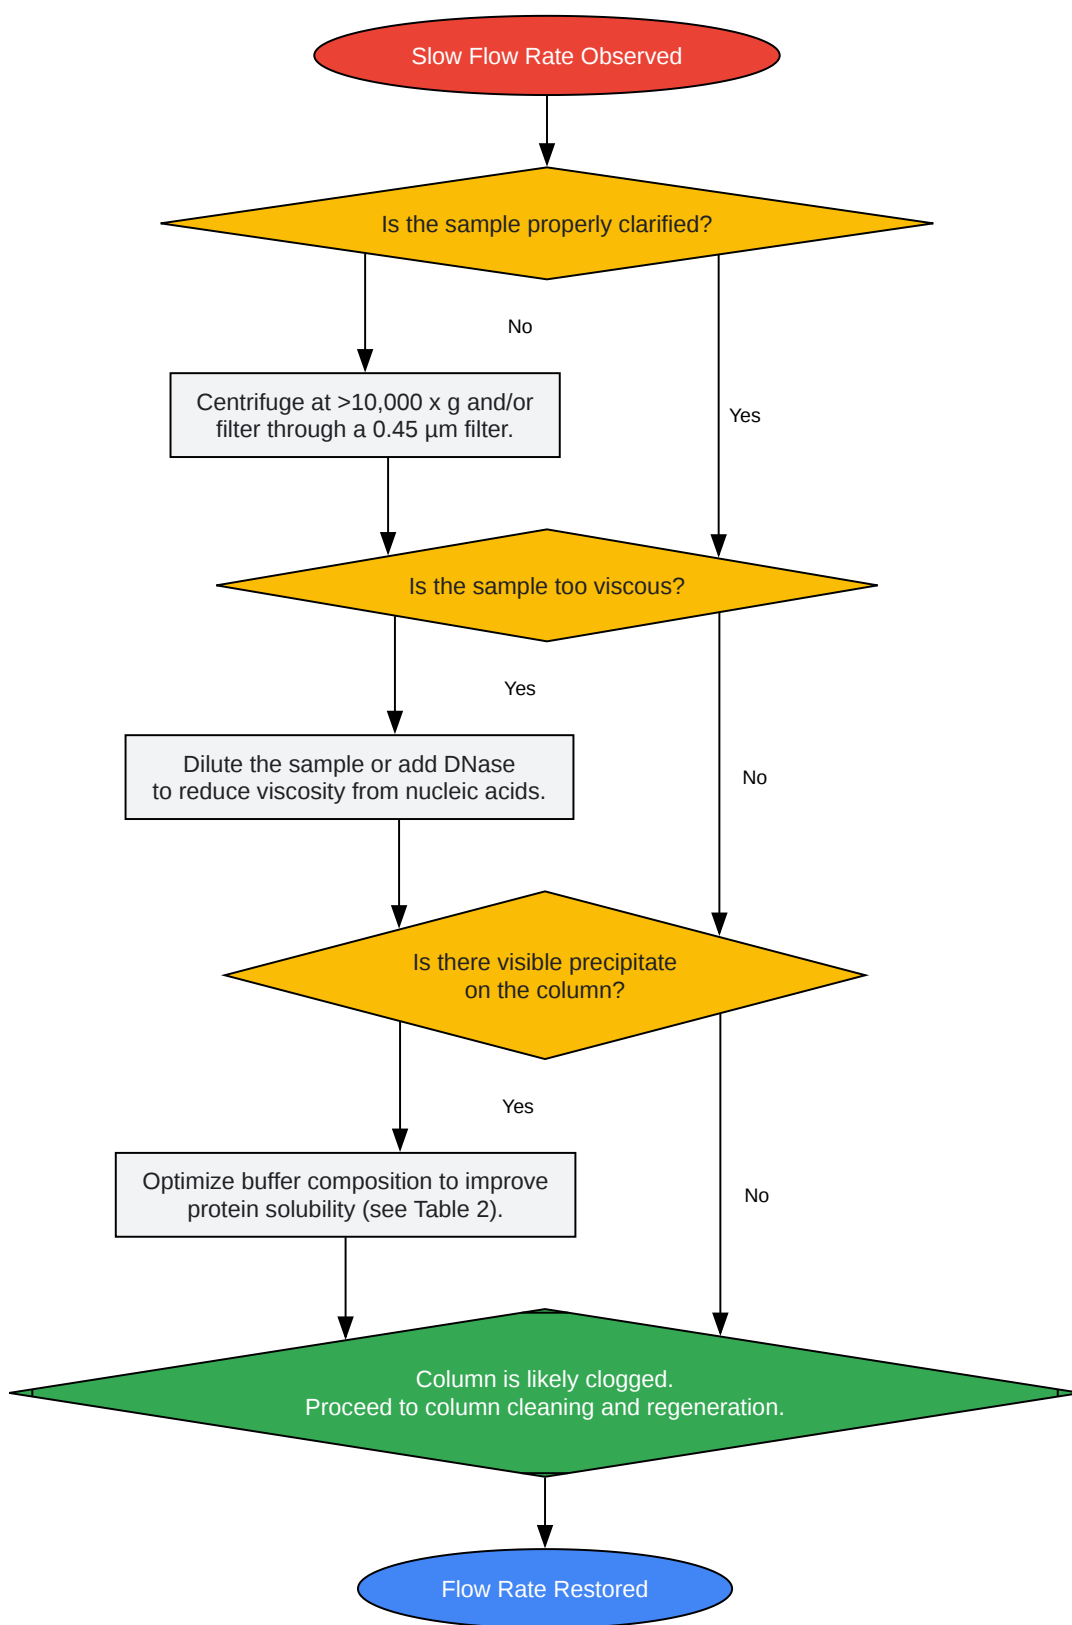 Slow Flow Rate Observed
Is the sample properly clarified?
No
Centrifuge at >10,000 x g and/or
filter through a 0.45 µm filter.
Yes
Is the sample too viscous?
Yes
Dilute the sample or add DNase
to reduce viscosity from nucleic acids.
No
Is there visible precipitate
on the column?
Yes
Optimize buffer composition to improve
protein solubility (see Table 2).
No
Column is likely clogged.
Proceed to column cleaning and regeneration.
Flow Rate Restored